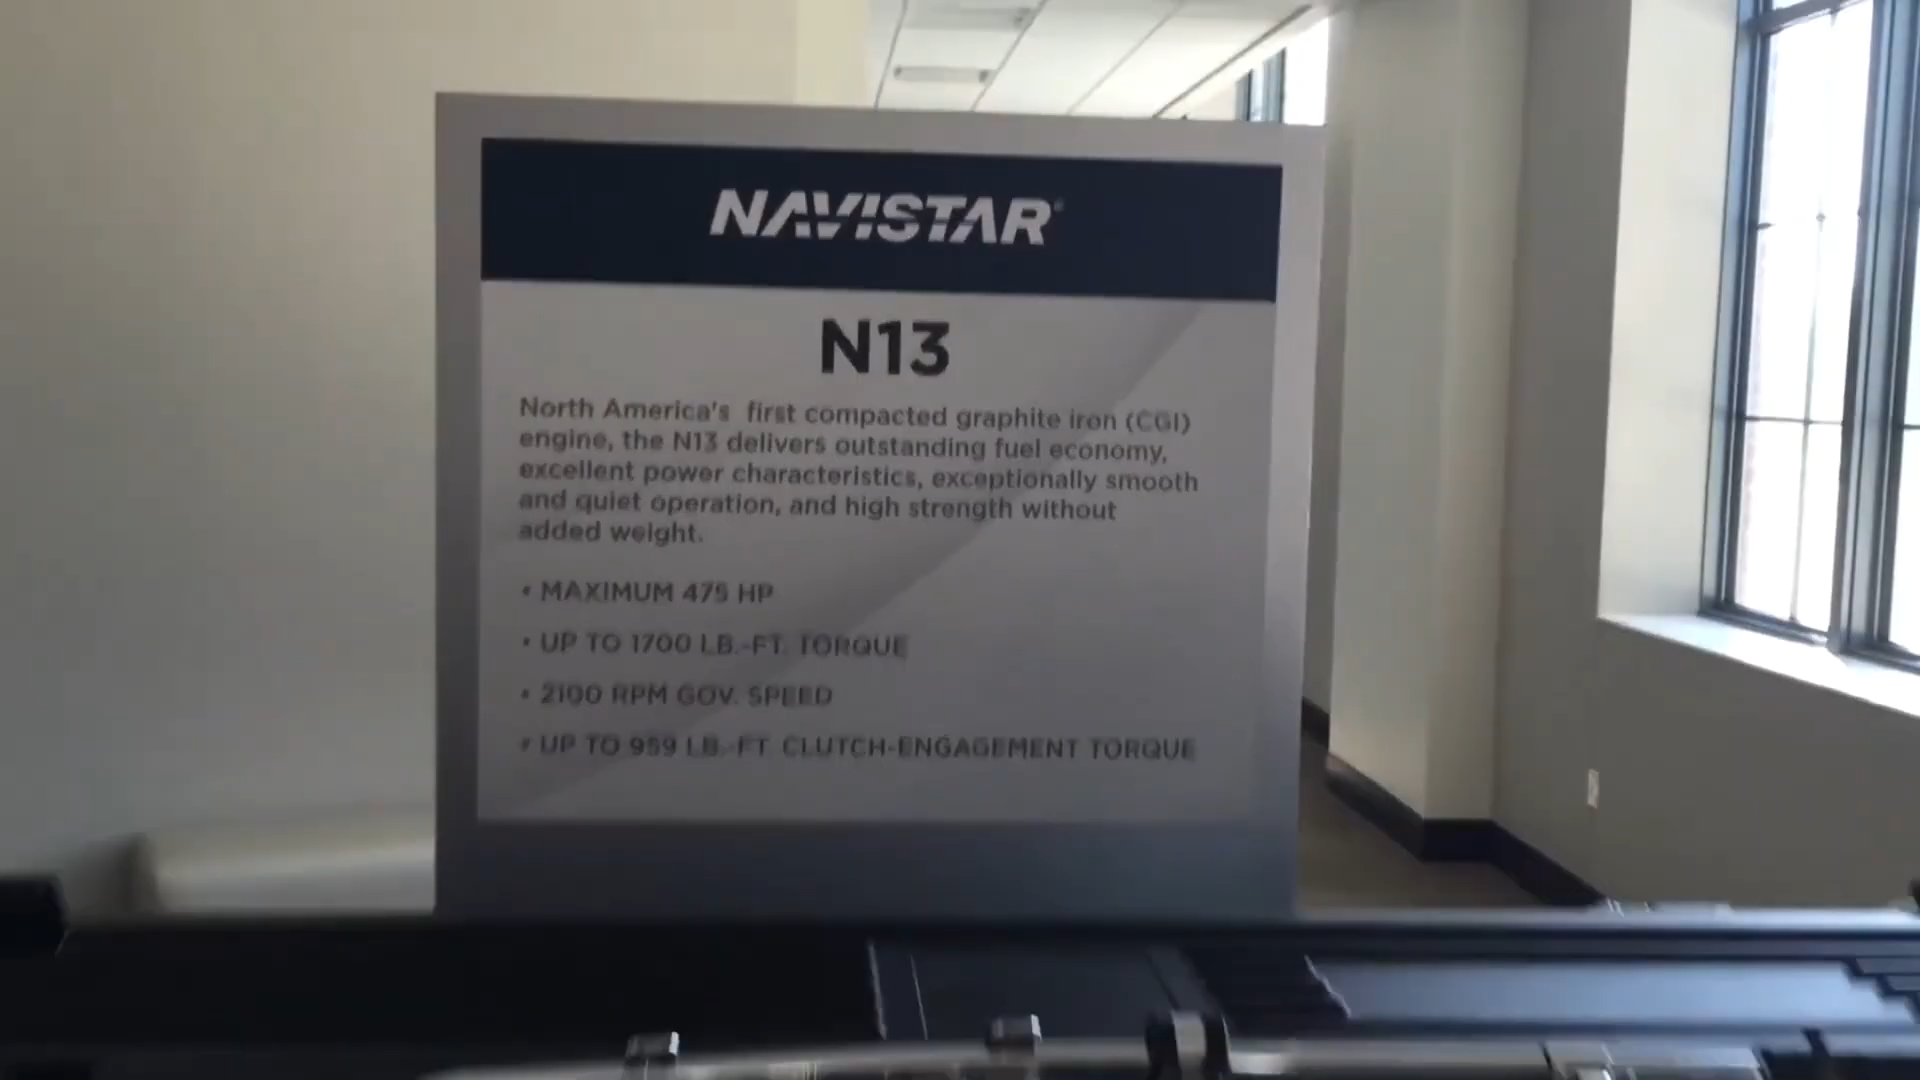 NAVISTAR®
N13
North America's first compacted graphite iron (CGI)
engine, the N13 delivers outstanding fuel economy,
excellent power characteristics, exceptionally smooth
and quiet operation, and high strength without
added weight.
• MAXIMUM 475 HP
• UP TO 1700 LB.-FT. TORQUE
• 2100 RPM GOV. SPEED
• UP TO 959 LB.-FT. CLUTCH-ENGAGEMENT TORQUE